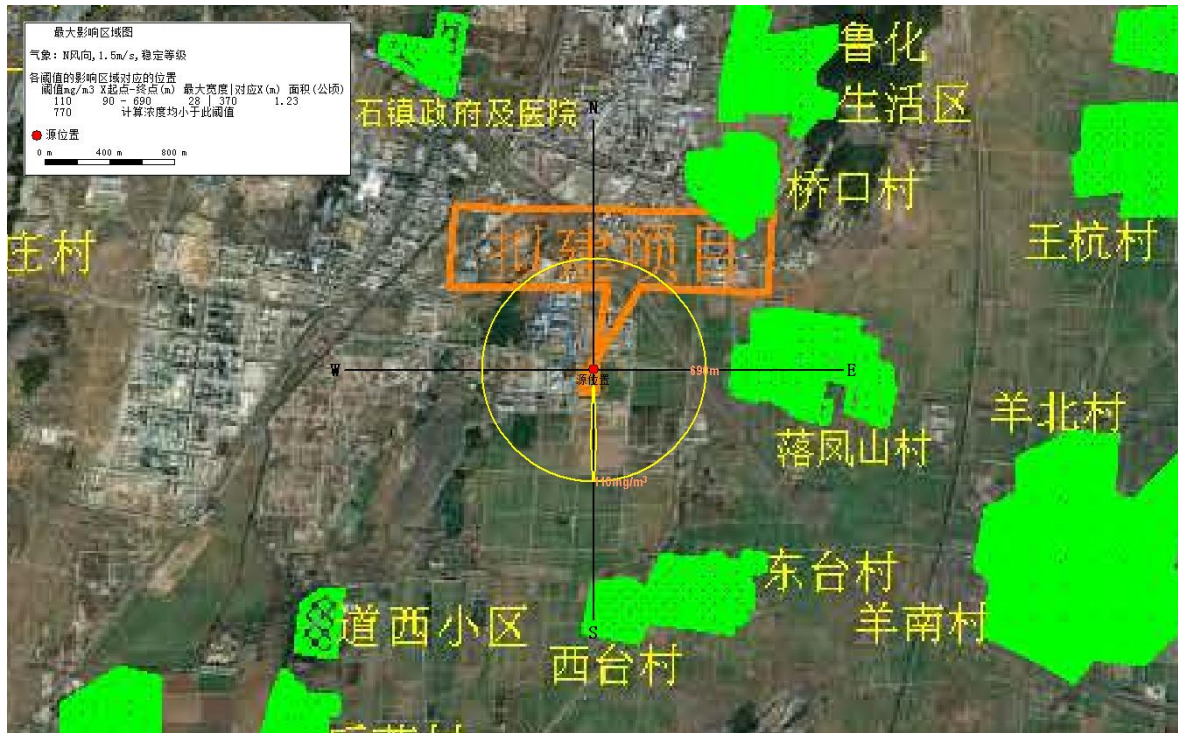 最大影响区域图
气象: N风向,1.5m/s,稳定等级
各阈值的影响区域对应的位置
阈值mg/m3 X起点-终点(m) 最大宽度|对应X(m) 面积(公顷)
110 90 - 690 28 | 370 1.23
770 计算浓度均小于此阈值
源位置
0 m 400 m 800 m
鲁化
生活区
石镇政府及医院
N
桥口村
王杭村
庄村
拟建项目
W
690m
E
源位置
羊北村
落凤山村
110mg/m³
东台村
道西小区
羊南村
S
西台村